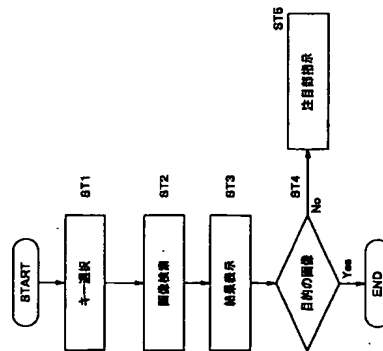 START
キー選択
ST1
画像検索
ST2
結果表示
ST3
目的の画像
ST4
No
Yes
注目部指示
ST5
END